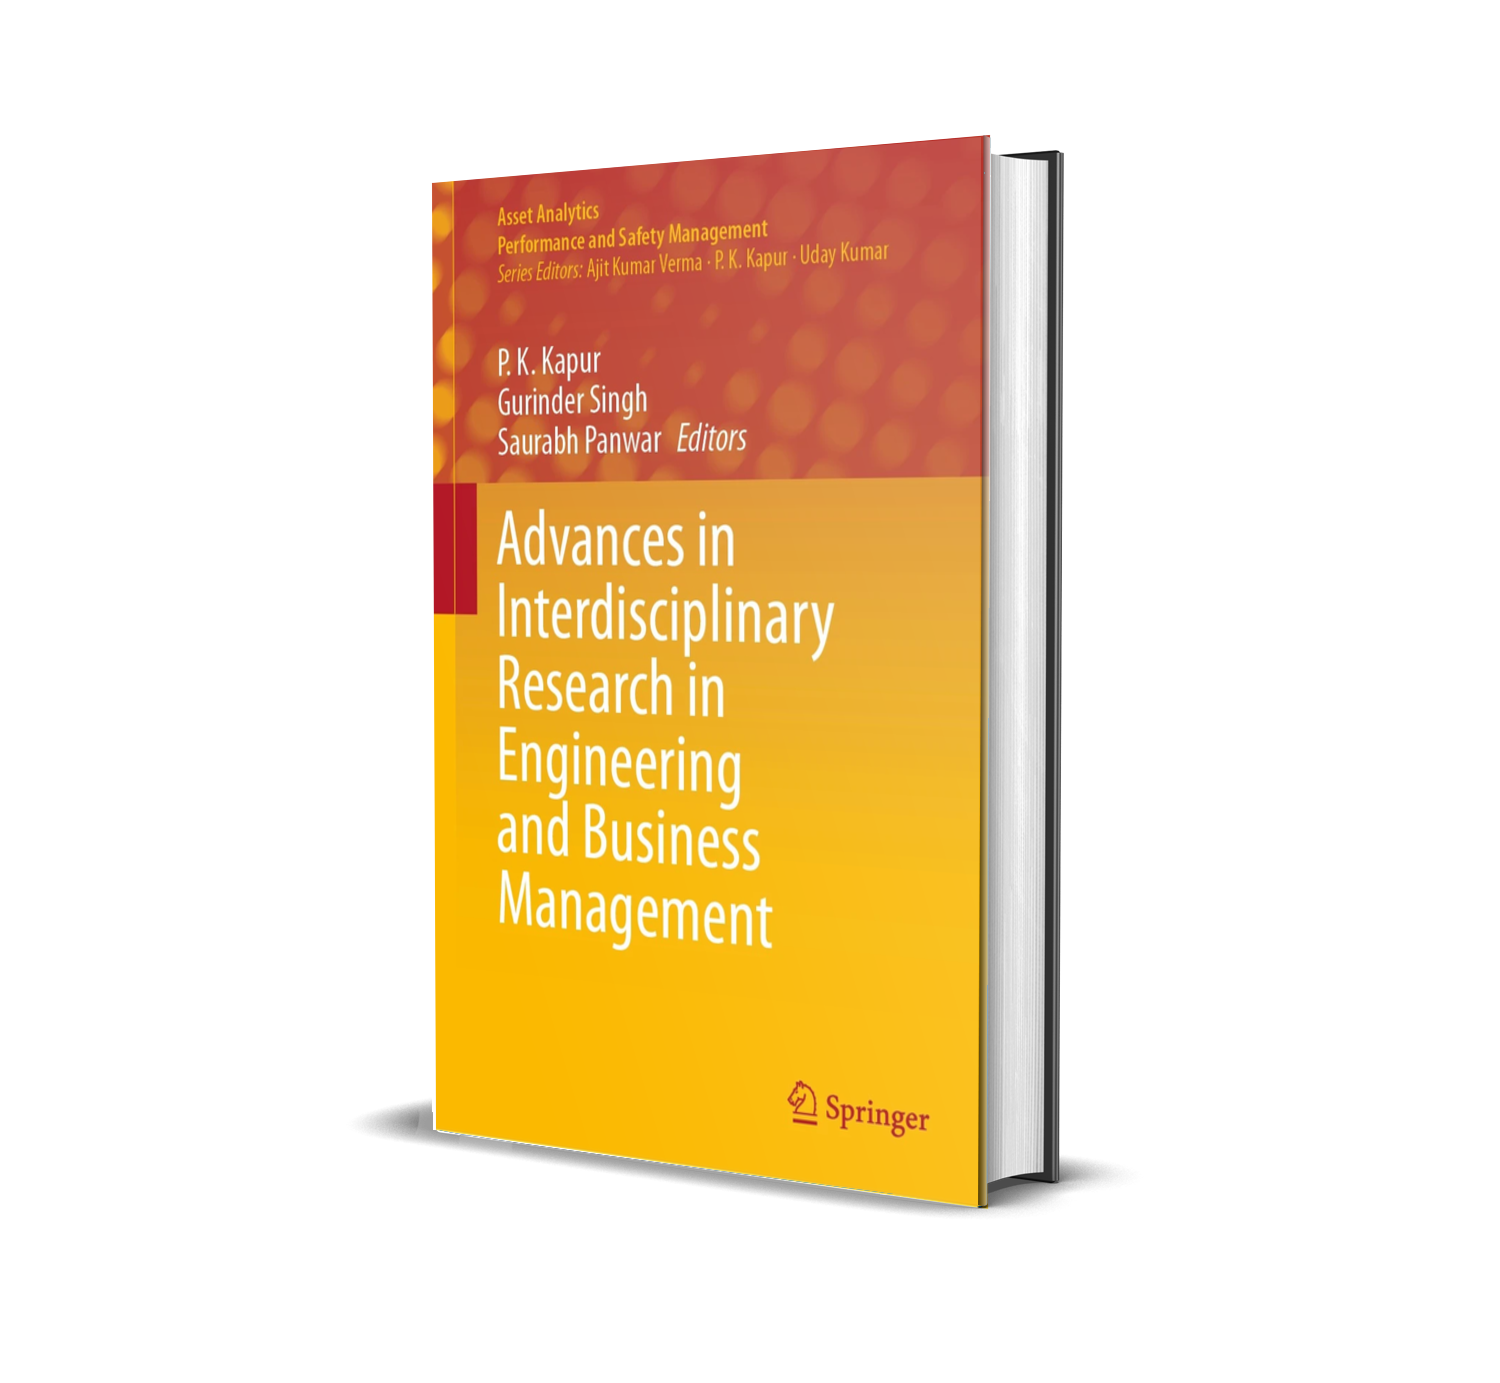 Asset Analytics
Performance and Safety Management
Series Editors: Ajit Kumar Verma · P. K. Kapur · Uday Kumar
P. K. Kapur
Gurinder Singh
Saurabh Panwar Editors
Advances in
Interdisciplinary
Research in
Engineering
and Business
Management
Springer